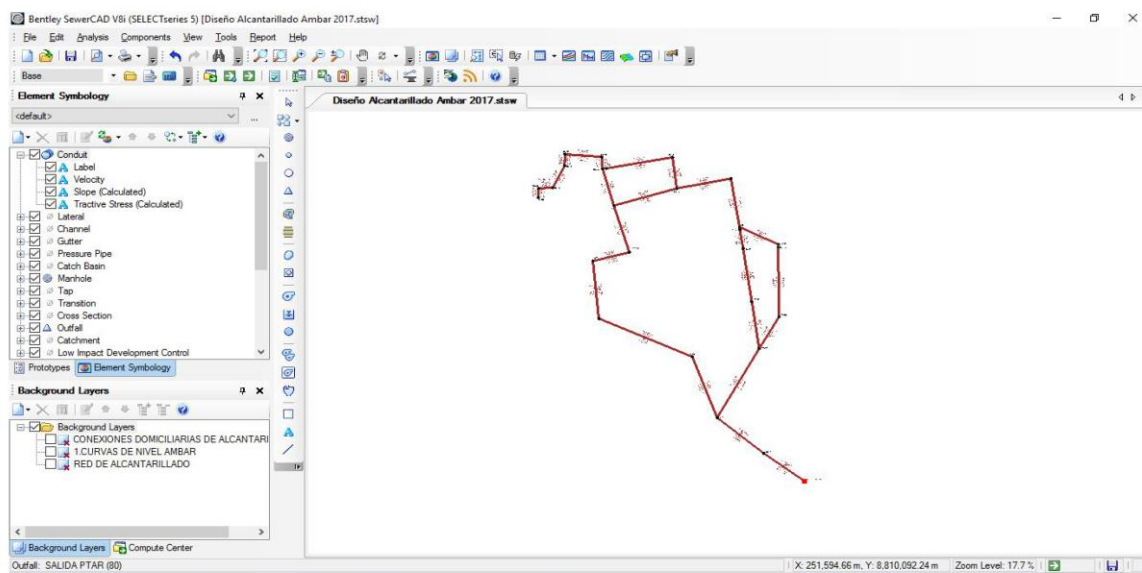 Bentley SewerCAD V8i (SELECTseries 5) [Diseño Alcantarillado Ambar 2017.stsw]
File Edit Analysis Components View Tools Report Help
Base
Element Symbology
<default>
Conduit
Label
Velocity
Slope (Calculated)
Tractive Stress (Calculated)
Lateral
Channel
Gutter
Pressure Pipe
Catch Basin
Manhole
Tap
Transition
Cross Section
Outfall
Catchment
Low Impact Development Control
Prototypes Element Symbology
Background Layers
Background Layers
CONEXIONES DOMICILIARIAS DE ALCANTARI
1.CURVAS DE NIVEL AMBAR
RED DE ALCANTARILLADO
Background Layers Compute Center
Diseño Alcantarillado Ambar 2017.stsw
Outfall: SALIDA PTAR (80)
X: 251,594.66 m, Y: 8,810,092.24 m Zoom Level: 17.7 %